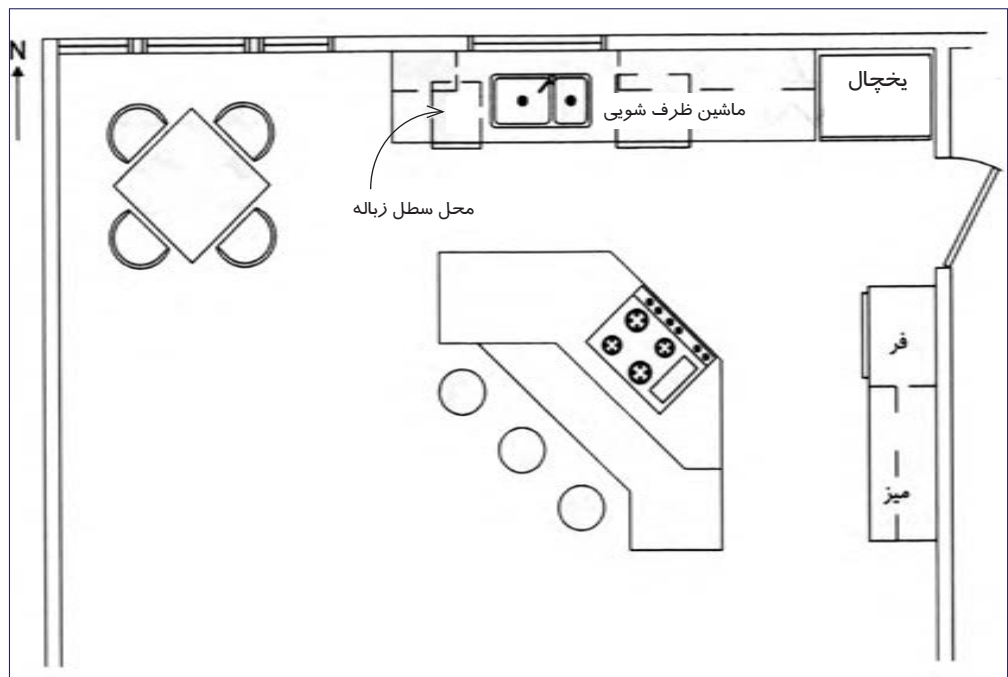 N
یخچال
ماشین ظرف شویی
محل سطل زباله
فر
میز